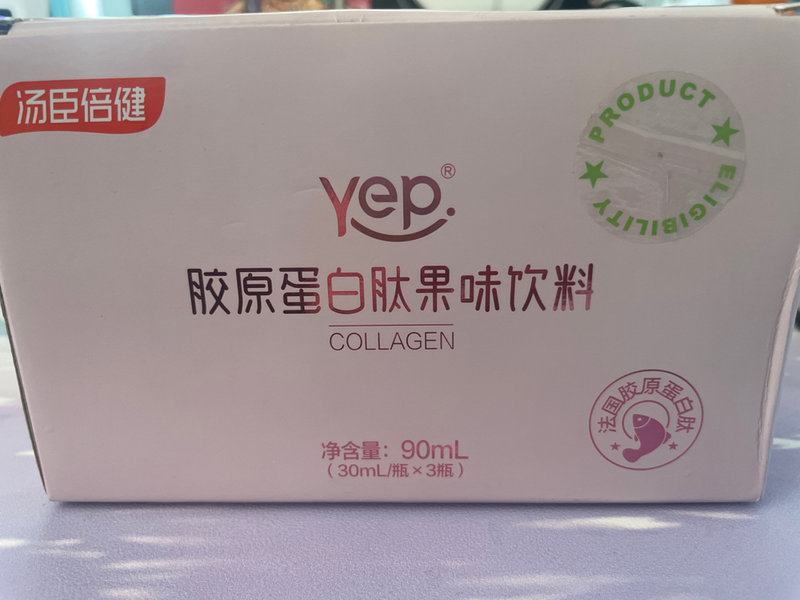 汤臣倍健
PRODUCT
ELIGIBILITY
Yep.®
胶原蛋白肽果味饮料
COLLAGEN
法国胶原蛋白肽
净含量：90mL
（30mL/瓶×3瓶）